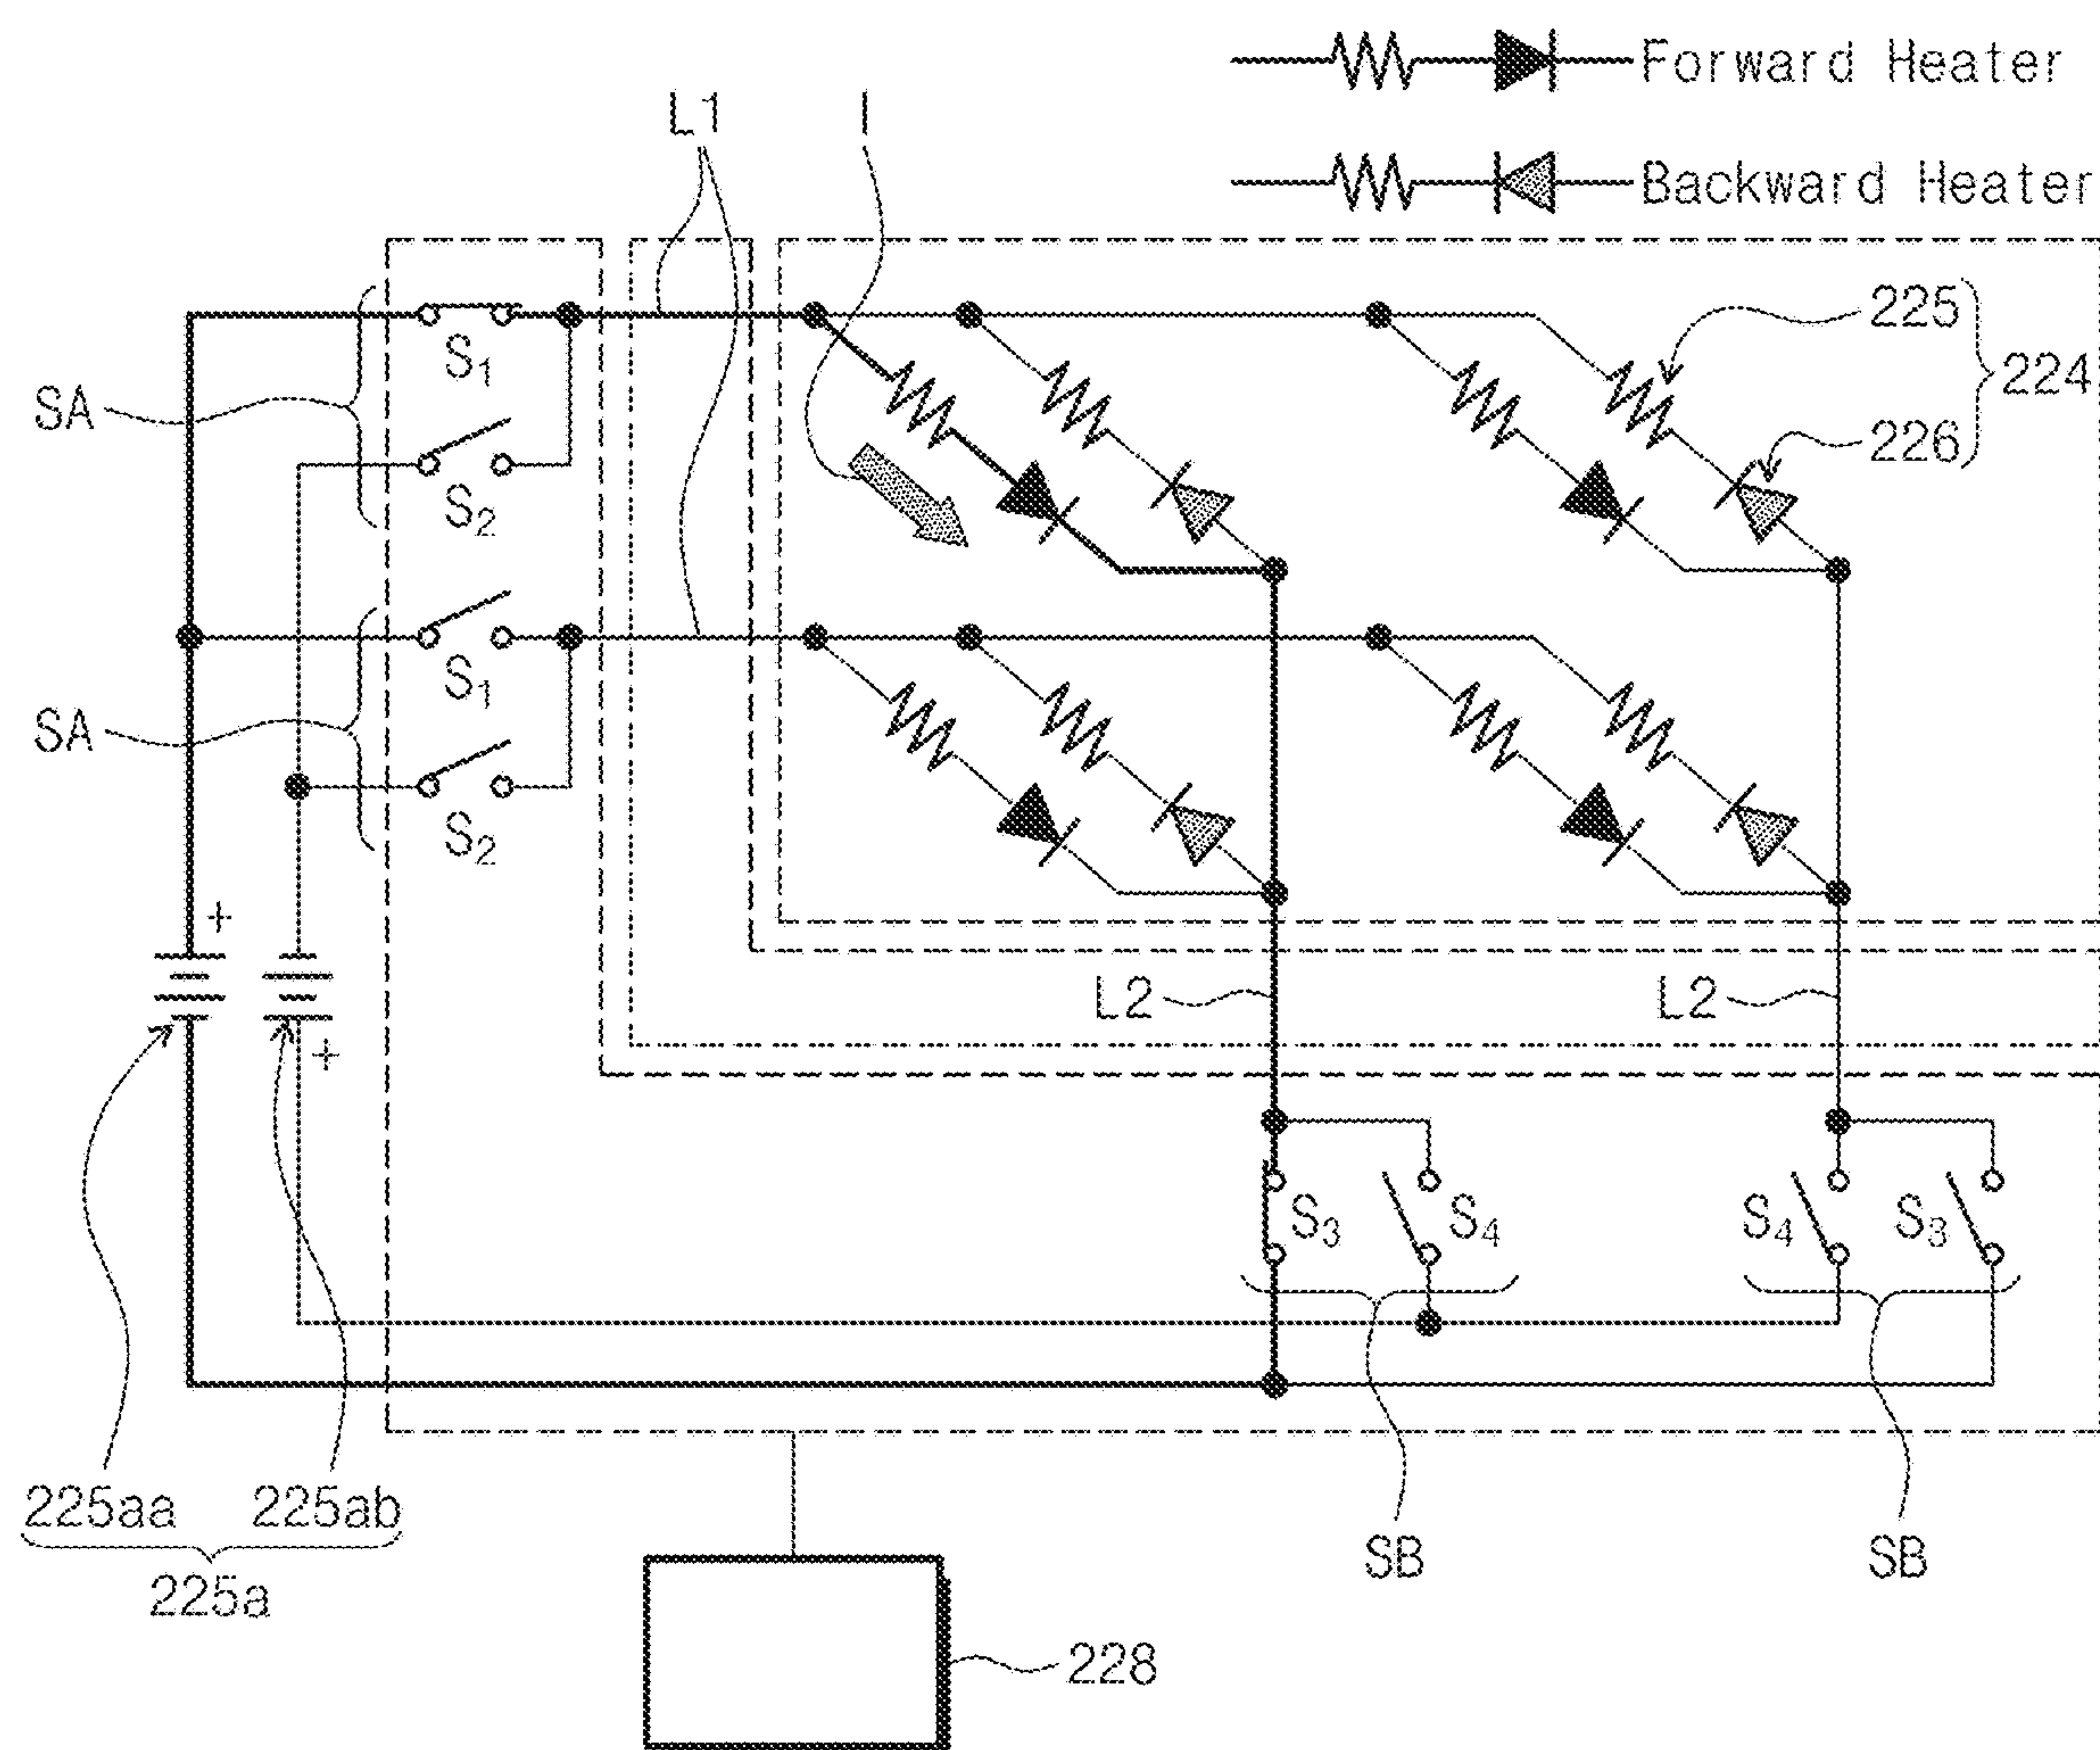 Forward Heater
L1
I
Backward Heater
225
S1
224
SA
226
S2
S1
SA
S2
+
L2
L2
+
S3
S4
S4
S3
225aa
225ab
SB
SB
225a
228